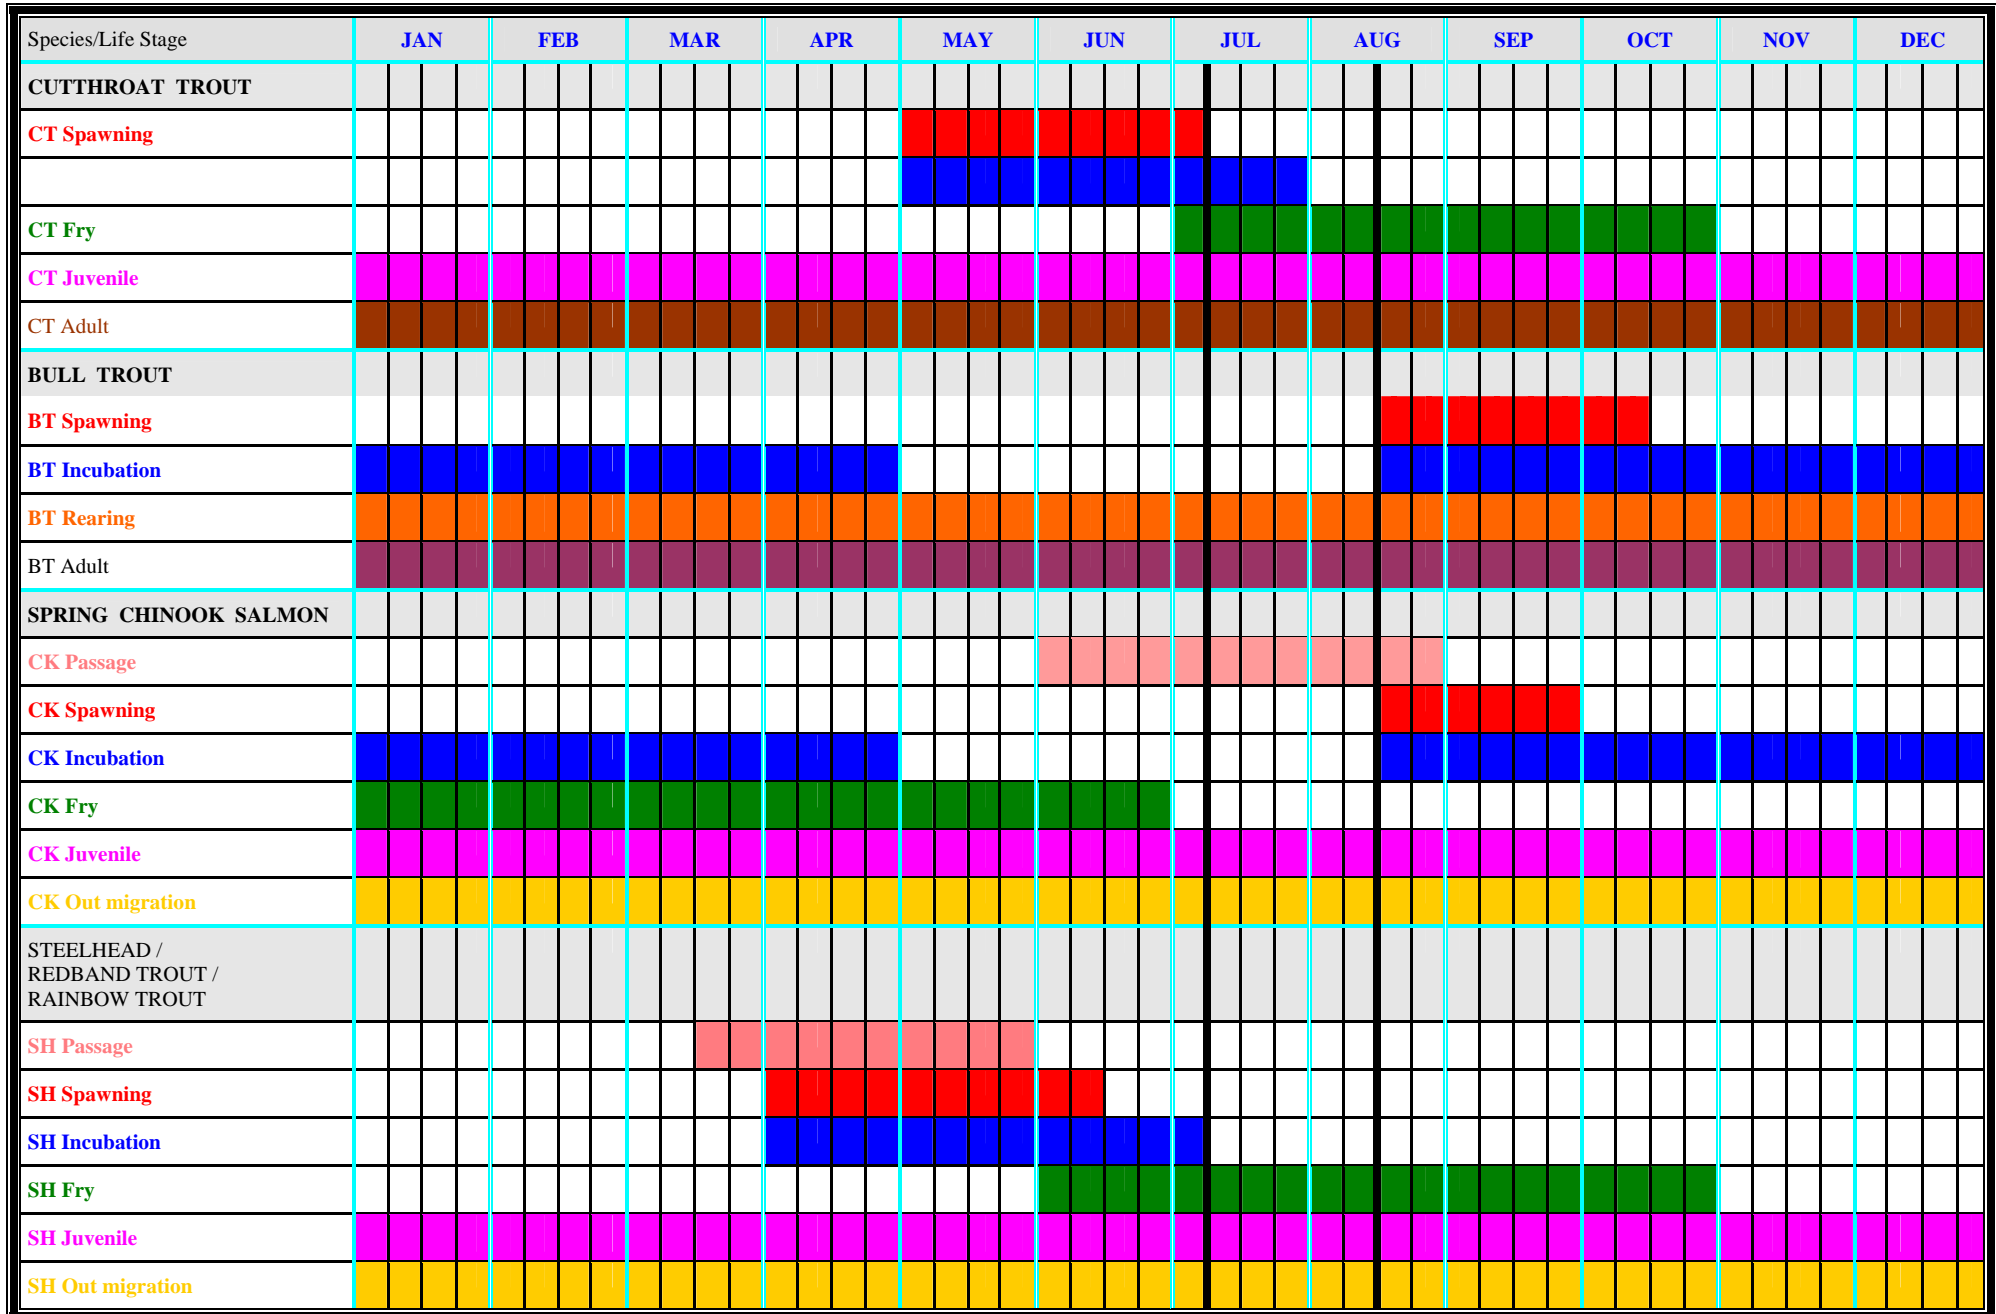 Species/Life Stage JAN FEB MAR APR MAY JUN JUL AUG SEP OCT NOV DEC
CUTTHROAT TROUT
CT Spawning
CT Fry
CT Juvenile
CT Adult
BULL TROUT
BT Spawning
BT Incubation
BT Rearing
BT Adult
SPRING CHINOOK SALMON
CK Passage
CK Spawning
CK Incubation
CK Fry
CK Juvenile
CK Out migration
STEELHEAD /
REDBAND TROUT /
RAINBOW TROUT
SH Passage
SH Spawning
SH Incubation
SH Fry
SH Juvenile
SH Out migration